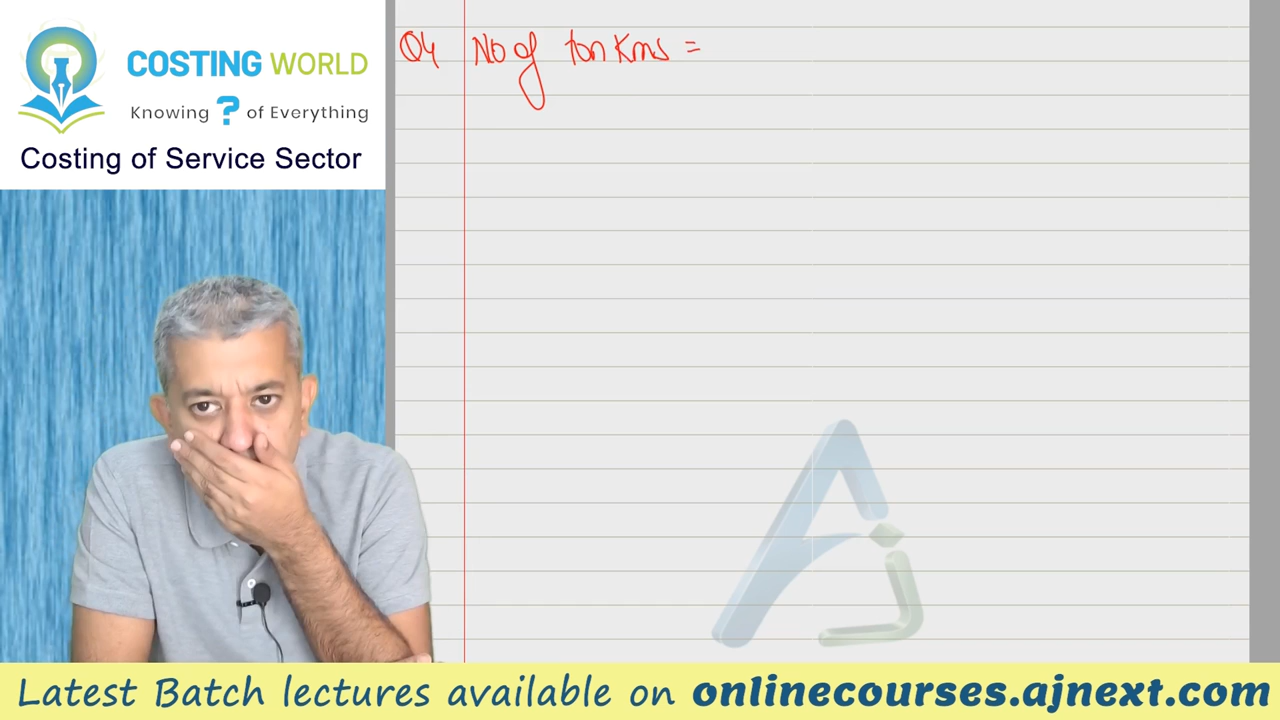 COSTING WORLD
Knowing ? of Everything
Costing of Service Sector
Q4 No of ton Kms =
Latest Batch lectures available on onlinecourses.ajnext.com